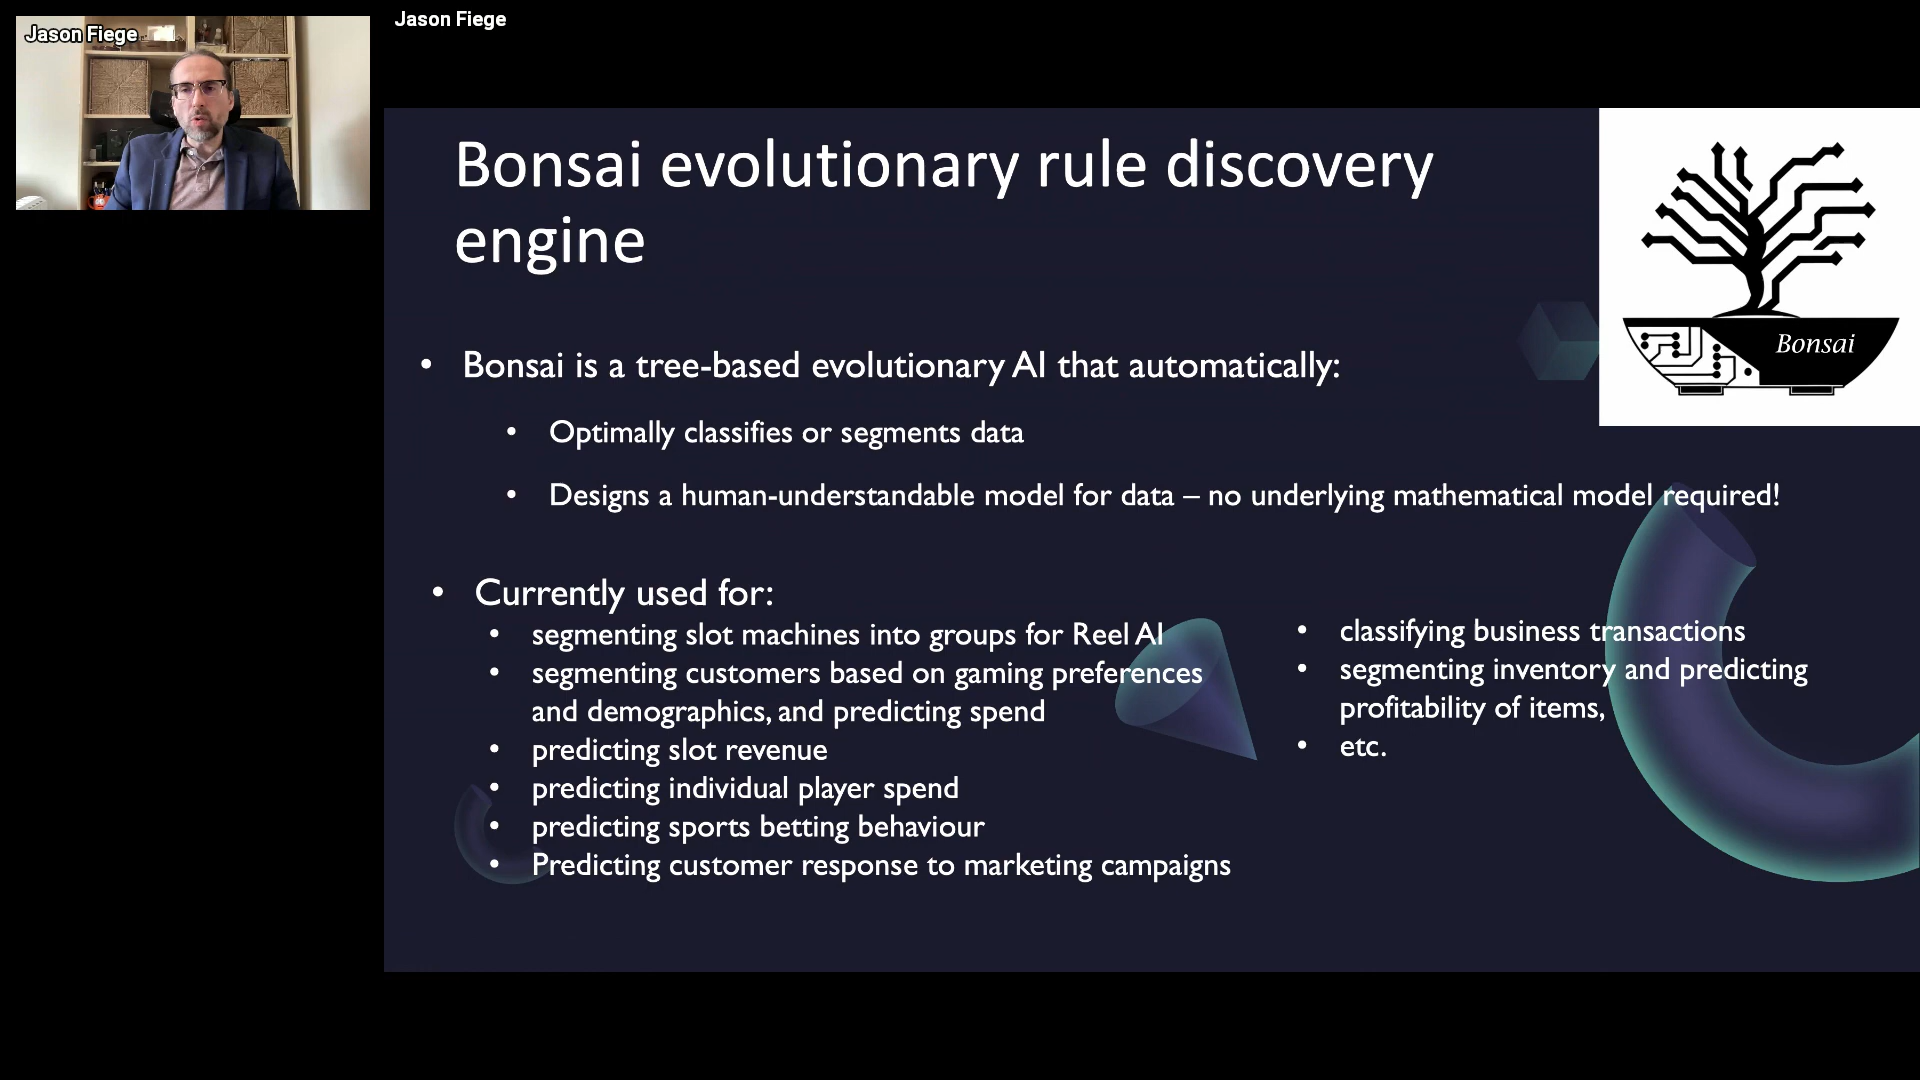 Jason Fiege
Jason Fiege
Bonsai evolutionary rule discovery
engine
Bonsai
• Bonsai is a tree-based evolutionary AI that automatically:
• Optimally classifies or segments data
• Designs a human-understandable model for data – no underlying mathematical model required!
• Currently used for:
• segmenting slot machines into groups for Reel AI
• segmenting customers based on gaming preferences
and demographics, and predicting spend
• predicting slot revenue
• predicting individual player spend
• predicting sports betting behaviour
• Predicting customer response to marketing campaigns
• classifying business transactions
• segmenting inventory and predicting
profitability of items,
• etc.